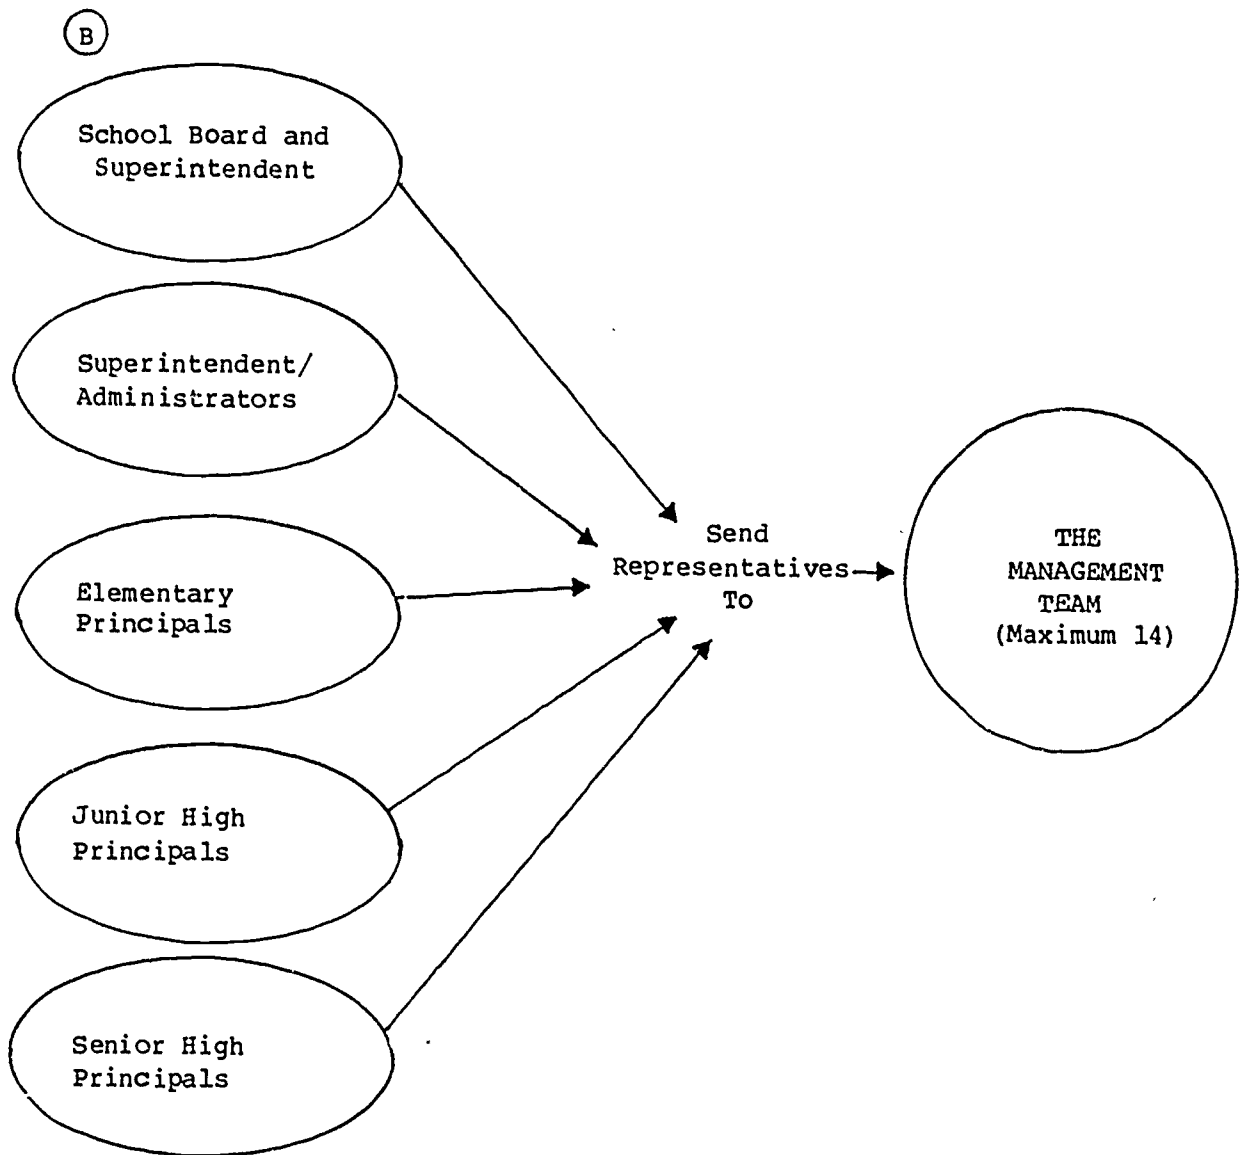 B
School Board and
Superintendent
Superintendent/
Administrators
Elementary
Principals
Junior High
Principals
Senior High
Principals
Send
Representatives
To
THE
MANAGEMENT
TEAM
(Maximum 14)